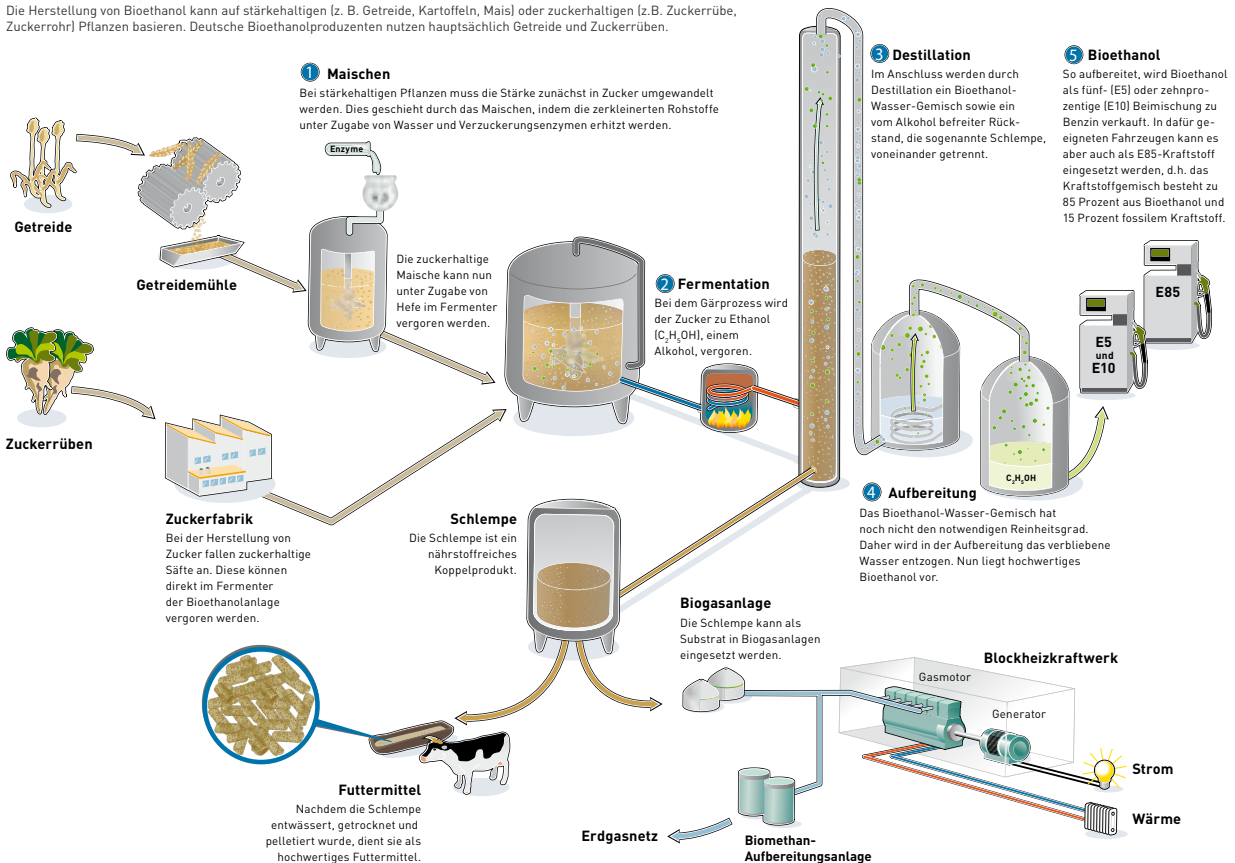 Die Herstellung von Bioethanol kann auf stärkehaltigen (z. B. Getreide, Kartoffeln, Mais) oder zuckerhaltigen (z.B. Zuckerrübe,
Zuckerrohr) Pflanzen basieren. Deutsche Bioethanolproduzenten nutzen hauptsächlich Getreide und Zuckerrüben.
1 Maischen
Bei stärkehaltigen Pflanzen muss die Stärke zunächst in Zucker umgewandelt
werden. Dies geschieht durch das Maischen, indem die zerkleinerten Rohstoffe
unter Zugabe von Wasser und Verzuckerungsenzymen erhitzt werden.
Enzyme
Getreide
Getreidemühle
Die zuckerhaltige
Maische kann nun
unter Zugabe von
Hefe im Fermenter
vergoren werden.
2 Fermentation
Bei dem Gärprozess wird
der Zucker zu Ethanol
(C₂H₅OH), einem
Alkohol, vergoren.
3 Destillation
Im Anschluss werden durch
Destillation ein Bioethanol-
Wasser-Gemisch sowie ein
vom Alkohol befreiter Rück-
stand, die sogenannte Schlempe,
voneinander getrennt.
5 Bioethanol
So aufbereitet, wird Bioethanol
als fünf- (E5) oder zehnpro-
zentige (E10) Beimischung zu
Benzin verkauft. In dafür ge-
eigneten Fahrzeugen kann es
aber auch als E85-Kraftstoff
eingesetzt werden, d.h. das
Kraftstoffgemisch besteht zu
85 Prozent aus Bioethanol und
15 Prozent fossilem Kraftstoff.
E85
E5
und
E10
Zuckerrüben
Zuckerfabrik
Bei der Herstellung von
Zucker fallen zuckerhaltige
Säfte an. Diese können
direkt im Fermenter
der Bioethanolanlage
vergoren werden.
C₂H₅OH
4 Aufbereitung
Das Bioethanol-Wasser-Gemisch hat
noch nicht den notwendigen Reinheitsgrad.
Daher wird in der Aufbereitung das verbliebene
Wasser entzogen. Nun liegt hochwertiges
Bioethanol vor.
Schlempe
Die Schlempe ist ein
nährstoffreiches
Koppelprodukt.
Biogasanlage
Die Schlempe kann als
Substrat in Biogasanlagen
eingesetzt werden.
Blockheizkraftwerk
Gasmotor
Generator
Strom
Wärme
Futtermittel
Nachdem die Schlempe
entwässert, getrocknet und
pelletiert wurde, dient sie als
hochwertiges Futtermittel.
Erdgasnetz
Biomethan-
Aufbereitungsanlage